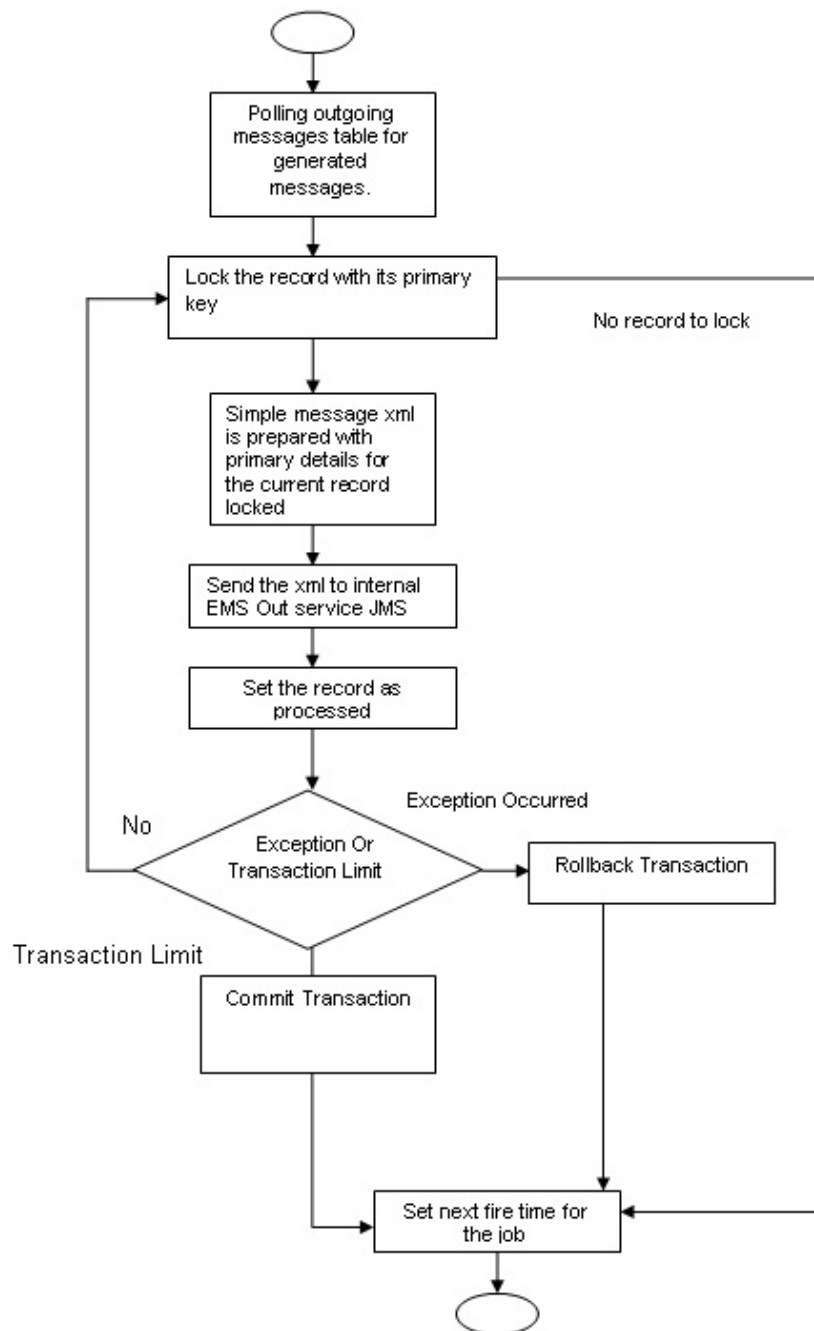 Polling outgoing
messages table for
generated
messages.
Lock the record with its primary
key
No record to lock
Simple message xml
is prepared with
primary details for
the current record
locked
Send the xml to internal
EMS Out service JMS
Set the record as
processed
Exception Occurred
No
Exception Or
Transaction Limit
Rollback Transaction
Transaction Limit
Commit Transaction
Set next fire time for
the job